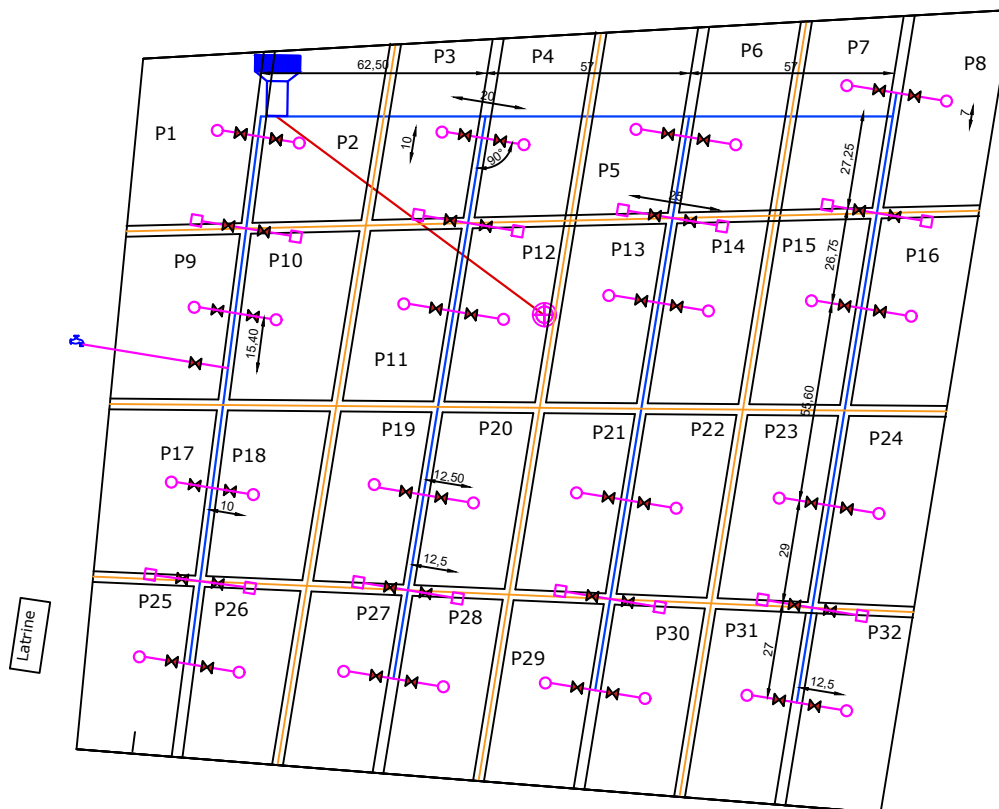 P3
P4
P6
P7
P8
62,50
57
57
20
7
P1
P2
10
90°
P5
27,25
28
P9
P10
P12
P13
P14
P15
P16
26,75
15,40
P11
55,60
P17
P18
P19
P20
P21
P22
P23
P24
12.50
10
29
12,5
P25
P26
P27
P28
P29
P30
P31
P32
27
12,5
Latrine